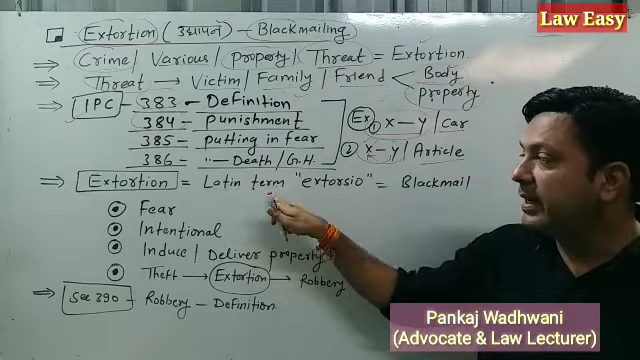 Law Easy
Extortion (उद्यापन) - Blackmailing
⇒ Crime / Various / property / Threat = Extortion
⇒ Threat → Victim / Family / Friend < Body
property
⇒ IPC - 383 - Definition
384 - punishment
385 - putting in fear
386 - "- Death / G.H.
Ex ① X - Y / Car
② X - Y / Article
⇒ Extortion = Latin term "extorsio" = Blackmail
Fear
Intentional
Induce / Deliver property
Theft → Extortion → Robbery
⇒ Sec 390 - Robbery - Definition
Pankaj Wadhwani
(Advocate & Law Lecturer)